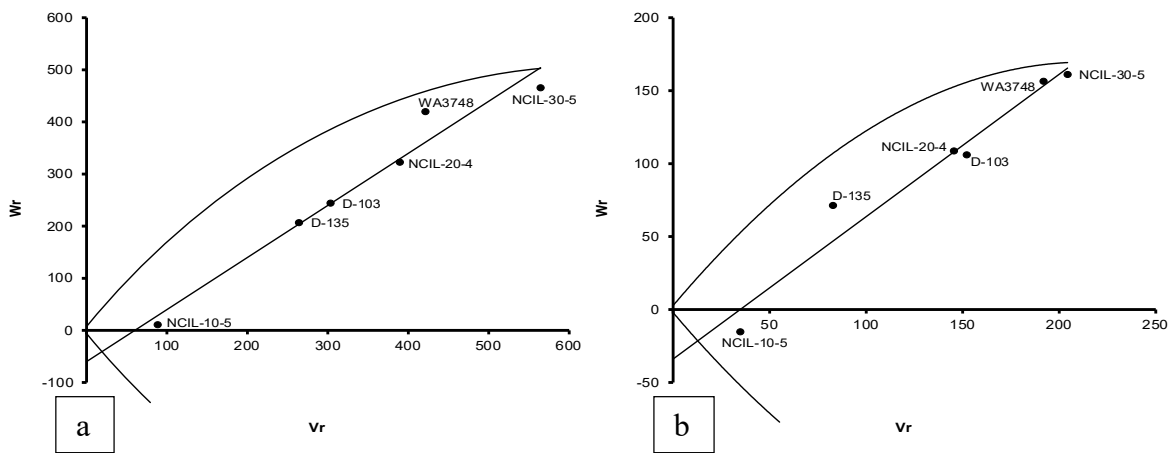 600
500
400
300
200
100
0
-100
Wr
WA3748
NCIL-30-5
NCIL-20-4
D-103
D-135
NCIL-10-5
100 200 300 400 500 600
a
Vr
200
150
100
50
0
-50
Wr
WA3748
NCIL-30-5
NCIL-20-4
D-103
D-135
NCIL-10-5
50 100 150 200 250
b
Vr